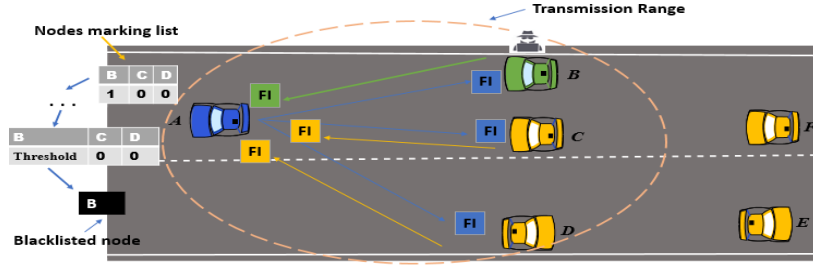 Transmission Range
Nodes marking list
B C D
1 0 0
. . .
B C D
Threshold 0 0
B
Blacklisted node
A
FI
FI
FI
FI
FI
FI
B
C
D
F
E